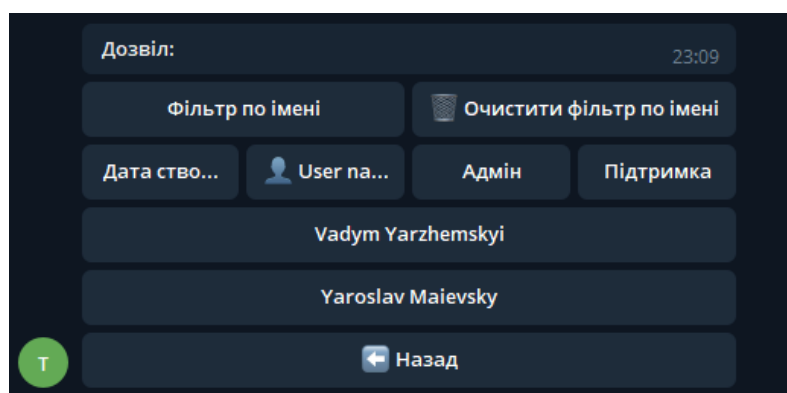 Дозвіл:
23:09
Фільтр по імені
Очистити фільтр по імені
Дата ство...
User na...
Адмін
Підтримка
Vadym Yarzhemskyi
Yaroslav Maievsky
Назад
T